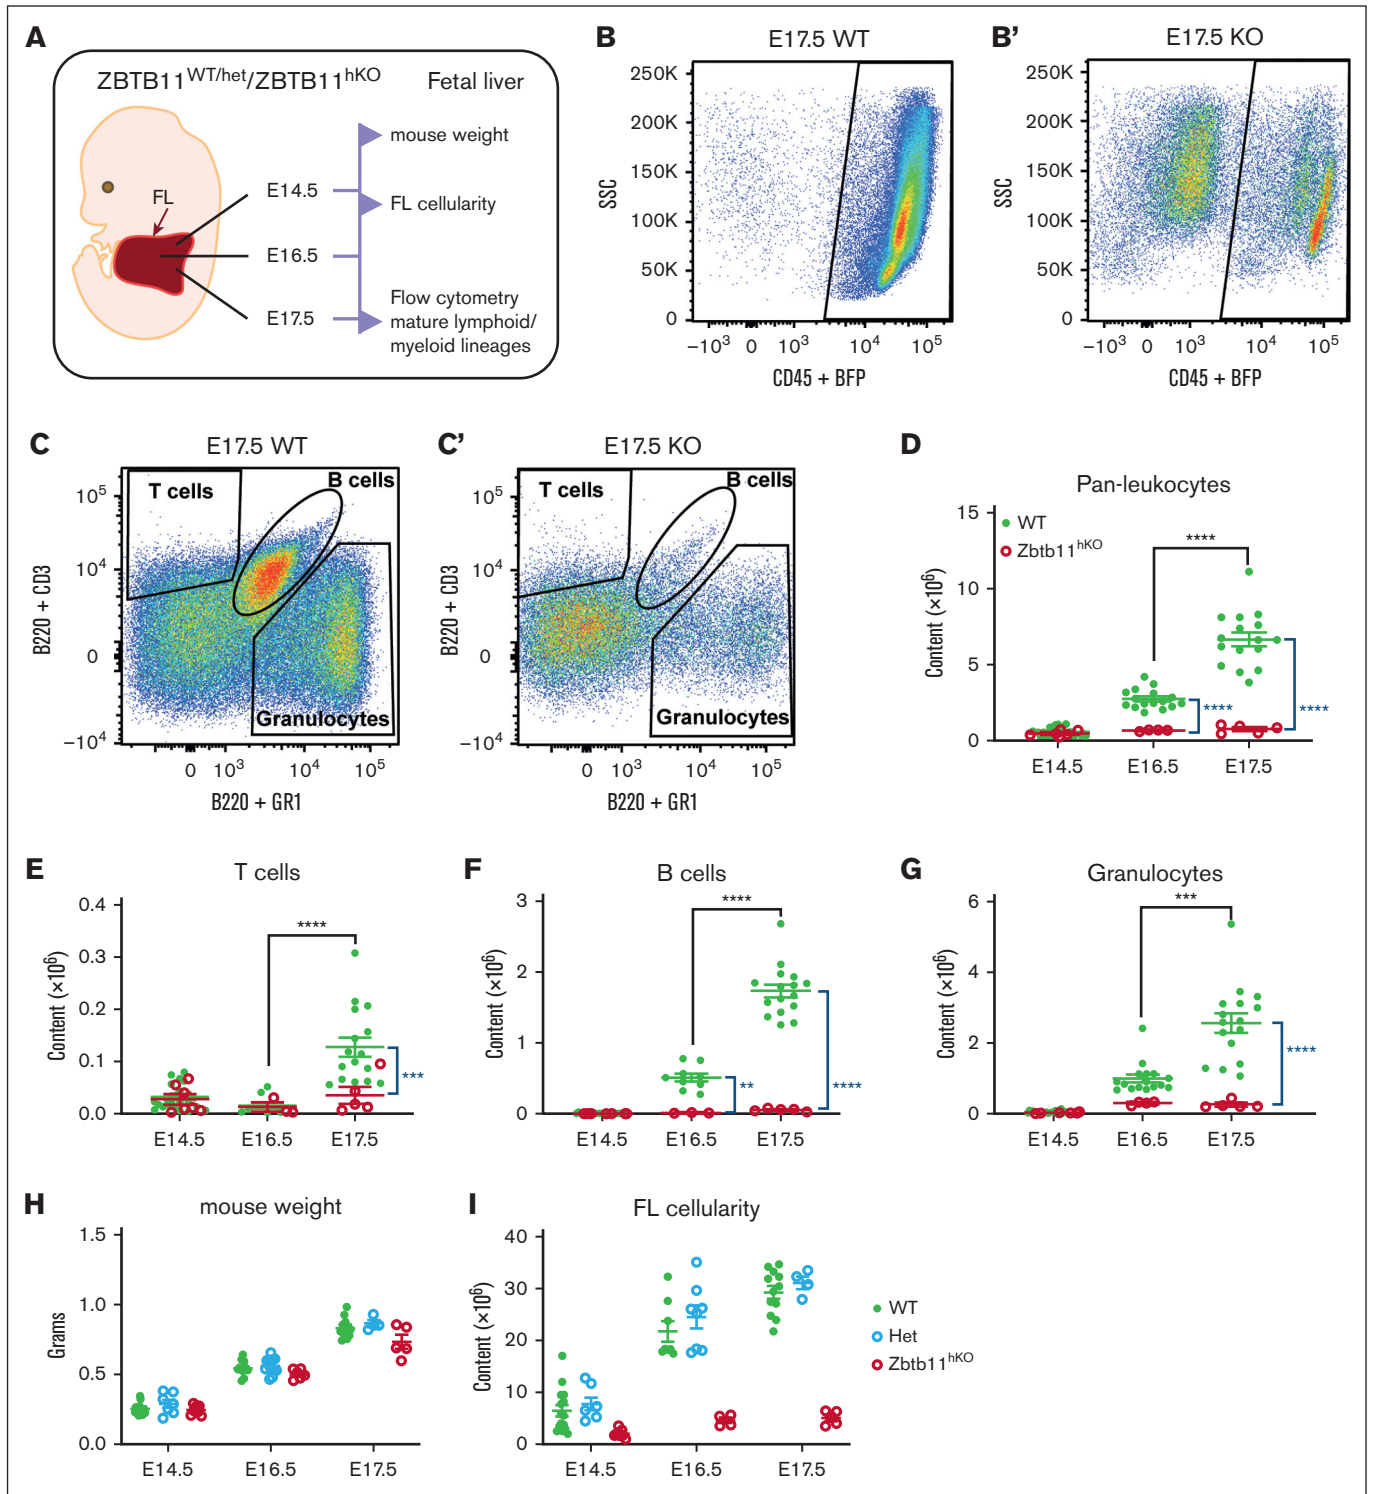 A
ZBTB11WT/het/ZBTB11hKO Fetal liver
FL
E14.5
E16.5
E17.5
mouse weight
FL cellularity
Flow cytometry
mature lymphoid/
myeloid lineages
B
E17.5 WT
250K
200K
150K
100K
50K
0
SSC
−10³ 0 10³ 10⁴ 10⁵
CD45 + BFP
B'
E17.5 KO
250K
200K
150K
100K
50K
0
SSC
−10³ 0 10³ 10⁴ 10⁵
CD45 + BFP
C
E17.5 WT
T cells
B cells
Granulocytes
10⁵
10⁴
0
−10⁴
B220 + CD3
0 10³ 10⁴ 10⁵
B220 + GR1
C'
E17.5 KO
T cells
B cells
Granulocytes
10⁵
10⁴
0
−10⁴
B220 + CD3
0 10³ 10⁴ 10⁵
B220 + GR1
D
Pan-leukocytes
WT
Zbtb11hKO
15
10
5
0
Content (×10⁶)
****
****
****
E14.5 E16.5 E17.5
E
T cells
0.4
0.3
0.2
0.1
0.0
Content (×10⁶)
****
***
E14.5 E16.5 E17.5
F
B cells
3
2
1
0
Content (×10⁶)
****
**
****
E14.5 E16.5 E17.5
G
Granulocytes
6
4
2
0
Content (×10⁶)
***
****
E14.5 E16.5 E17.5
H
mouse weight
1.5
1.0
0.5
0.0
Grams
E14.5 E16.5 E17.5
I
FL cellularity
40
30
20
10
0
Content (×10⁶)
E14.5 E16.5 E17.5
WT
Het
Zbtb11hKO